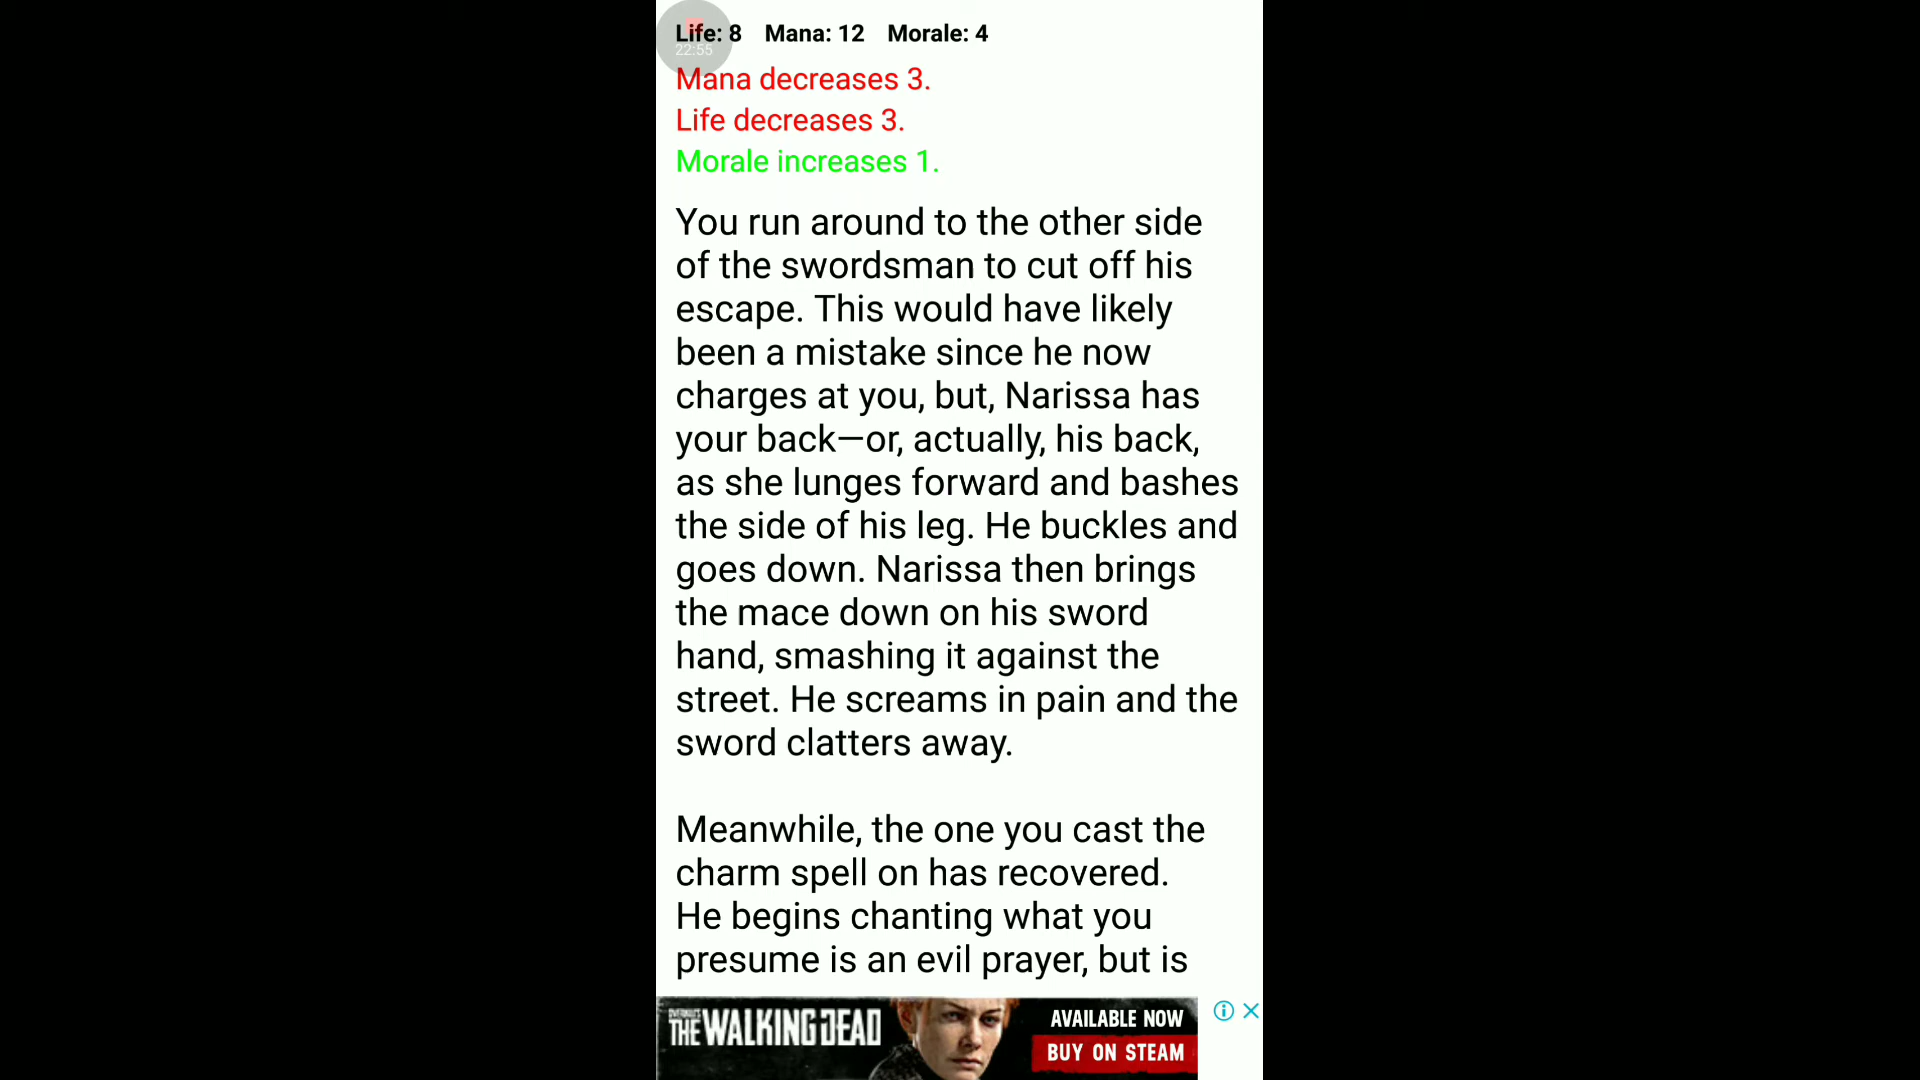 Life: 8 Mana: 12 Morale: 4
22:55
Mana decreases 3.
Life decreases 3.
Morale increases 1.
You run around to the other side
of the swordsman to cut off his
escape. This would have likely
been a mistake since he now
charges at you, but, Narissa has
your back—or, actually, his back,
as she lunges forward and bashes
the side of his leg. He buckles and
goes down. Narissa then brings
the mace down on his sword
hand, smashing it against the
street. He screams in pain and the
sword clatters away.
Meanwhile, the one you cast the
charm spell on has recovered.
He begins chanting what you
presume is an evil prayer, but is
OVERKILL'S
THE WALKING DEAD
AVAILABLE NOW
BUY ON STEAM